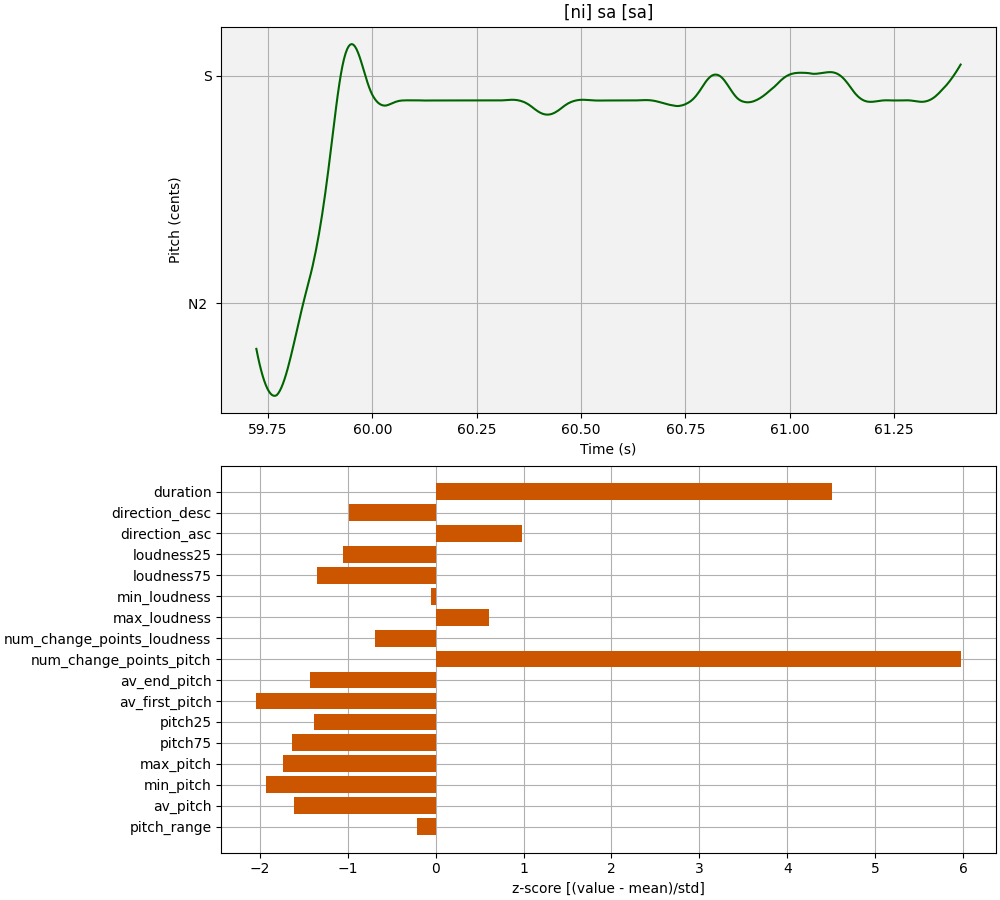 [ni] sa [sa]
S
N2
Pitch (cents)
59.75 60.00 60.25 60.50 60.75 61.00 61.25
Time (s)
duration
direction_desc
direction_asc
loudness25
loudness75
min_loudness
max_loudness
num_change_points_loudness
num_change_points_pitch
av_end_pitch
av_first_pitch
pitch25
pitch75
max_pitch
min_pitch
av_pitch
pitch_range
−2 −1 0 1 2 3 4 5 6
z-score [(value - mean)/std]